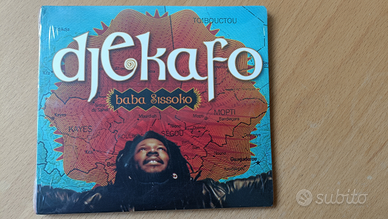 TOMBOUCTOU
djekafo
baba sissoko
KAYES
MOPTI
SEGOU
subito